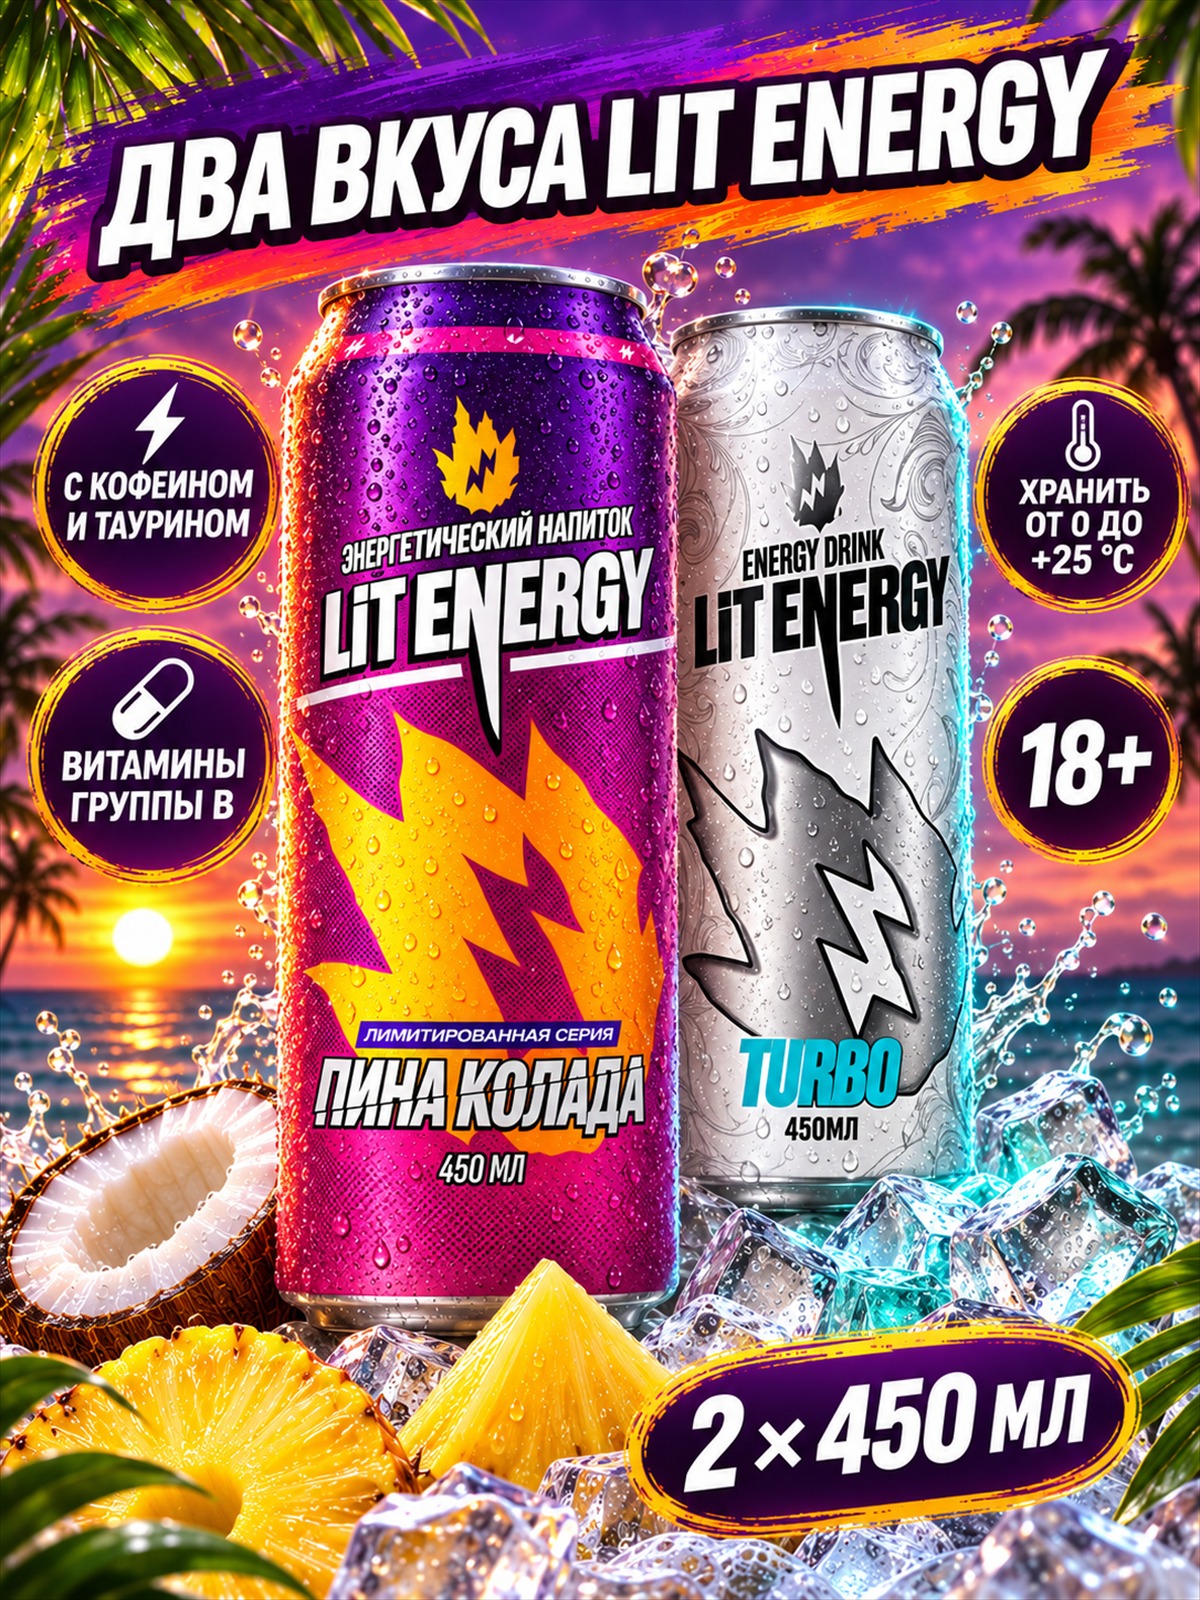 ДВА ВКУСА LIT ENERGY
С КОФЕИНОМ
И ТАУРИНОМ
ВИТАМИНЫ
ГРУППЫ В
ЭНЕРГЕТИЧЕСКИЙ НАПИТОК
LiT ENERGY
ЛИМИТИРОВАННАЯ СЕРИЯ
ПИНА КОЛАДА
450 МЛ
ENERGY DRINK
LiT ENERGY
TURBO
450МЛ
ХРАНИТЬ
ОТ 0 ДО
+25 °С
18+
2 × 450 МЛ